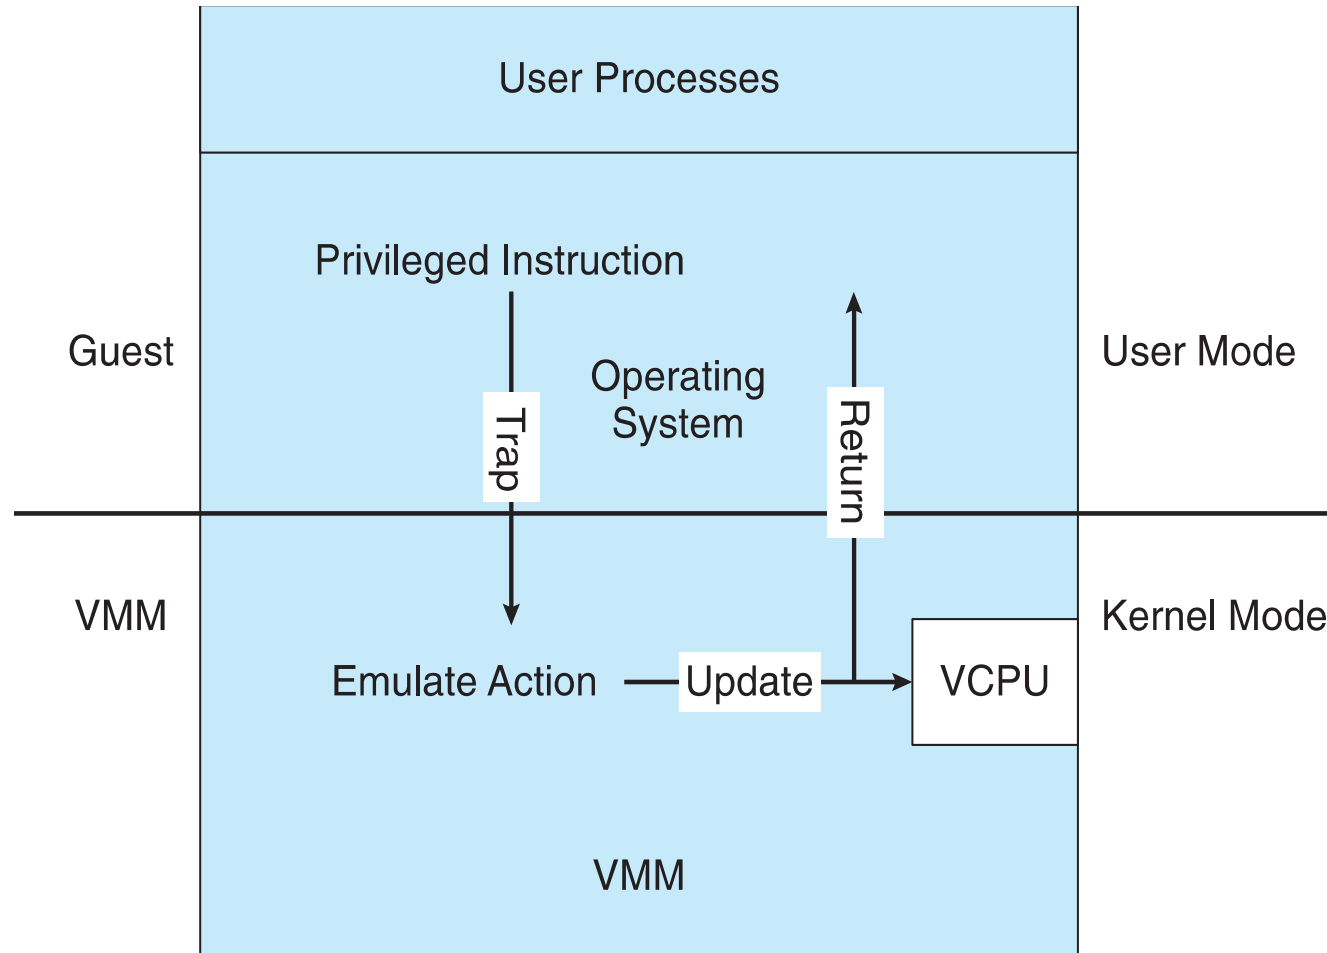 User Processes
Privileged Instruction
Guest
User Mode
Operating
System
Trap
Return
VMM
Kernel Mode
Emulate Action
Update
VCPU
VMM